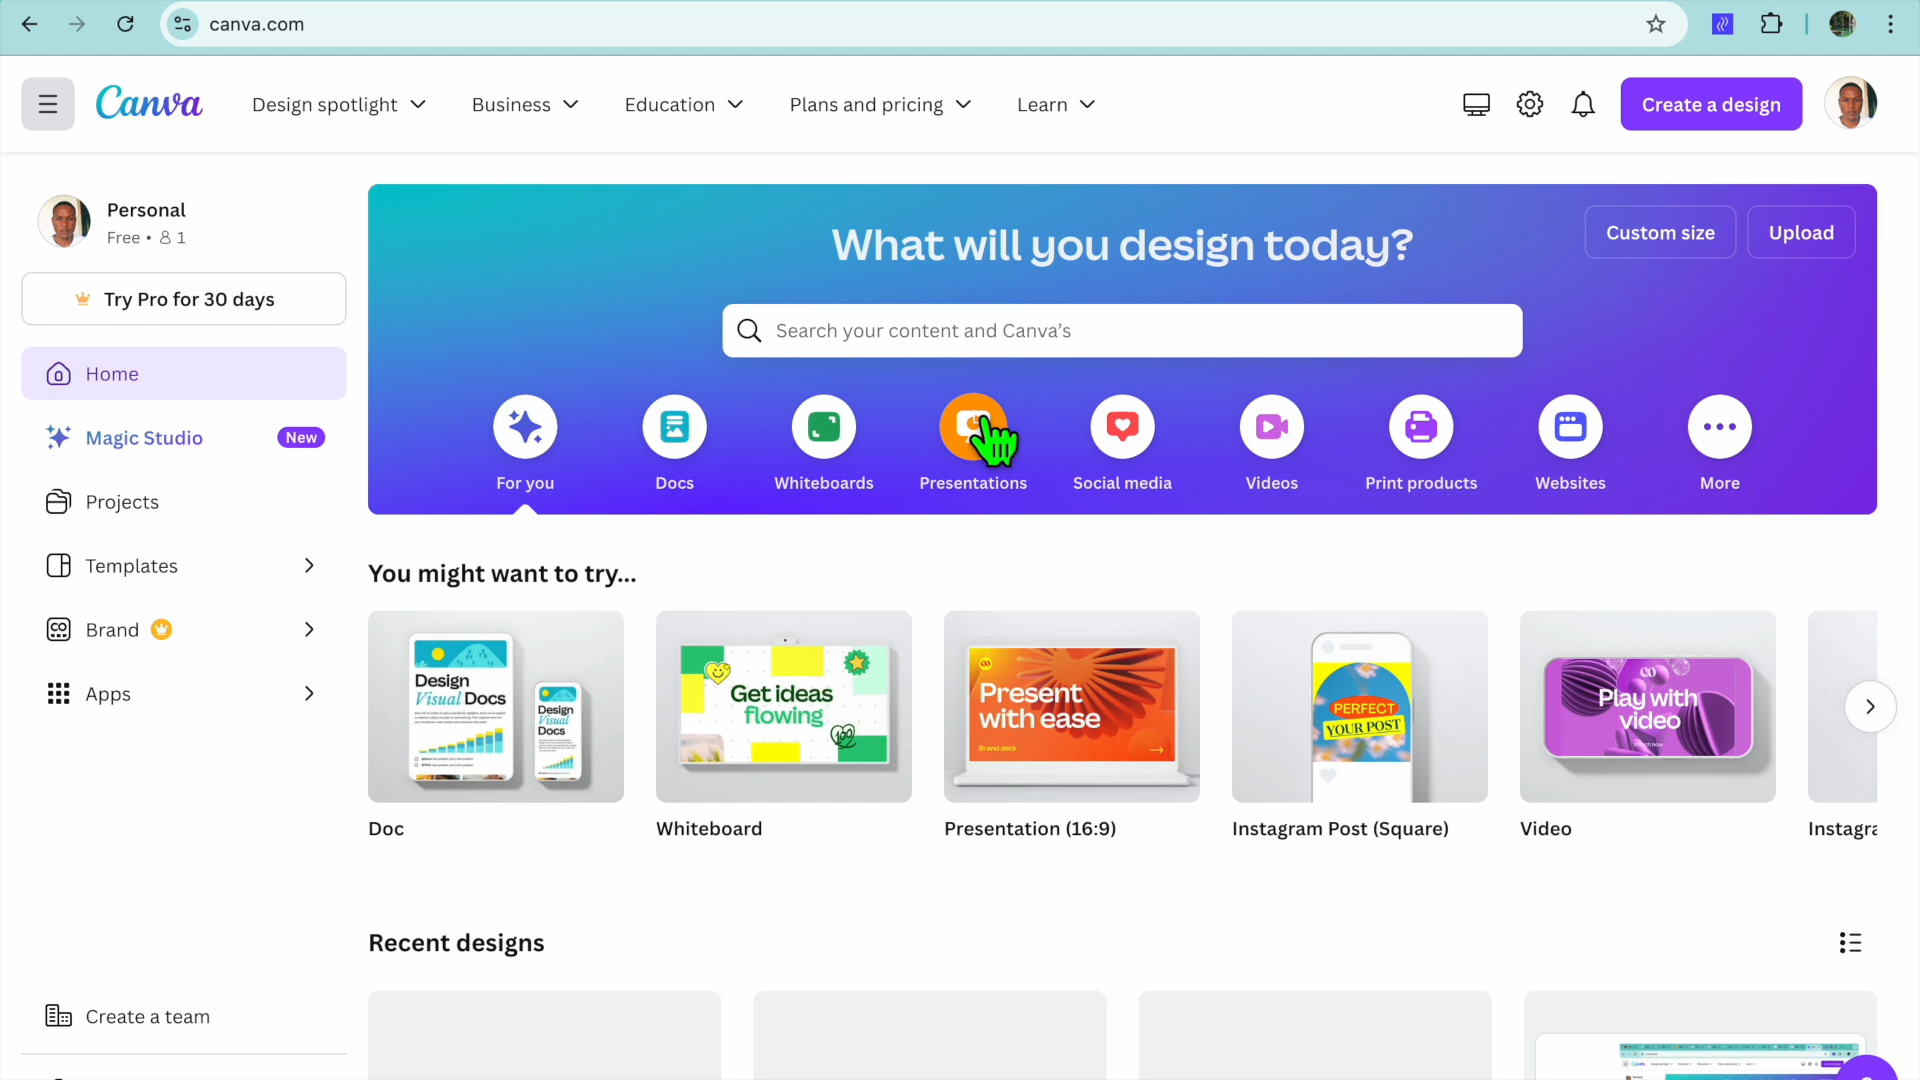 canva.com
Canva
Design spotlight
Business
Education
Plans and pricing
Learn
Create a design
Personal
Free • 1
Try Pro for 30 days
Home
Magic Studio
New
Projects
Templates
Brand
Apps
Create a team
What will you design today?
Custom size
Upload
Search your content and Canva's
For you
Docs
Whiteboards
Presentations
Social media
Videos
Print products
Websites
More
You might want to try...
Design
Visual Docs
Design
Visual
Docs
Doc
Get ideas
flowing
100
Whiteboard
Present
with ease
Brand deck
Presentation (16:9)
PERFECT
YOUR POST
Instagram Post (Square)
Play with
video
Video
Instagra
Recent designs